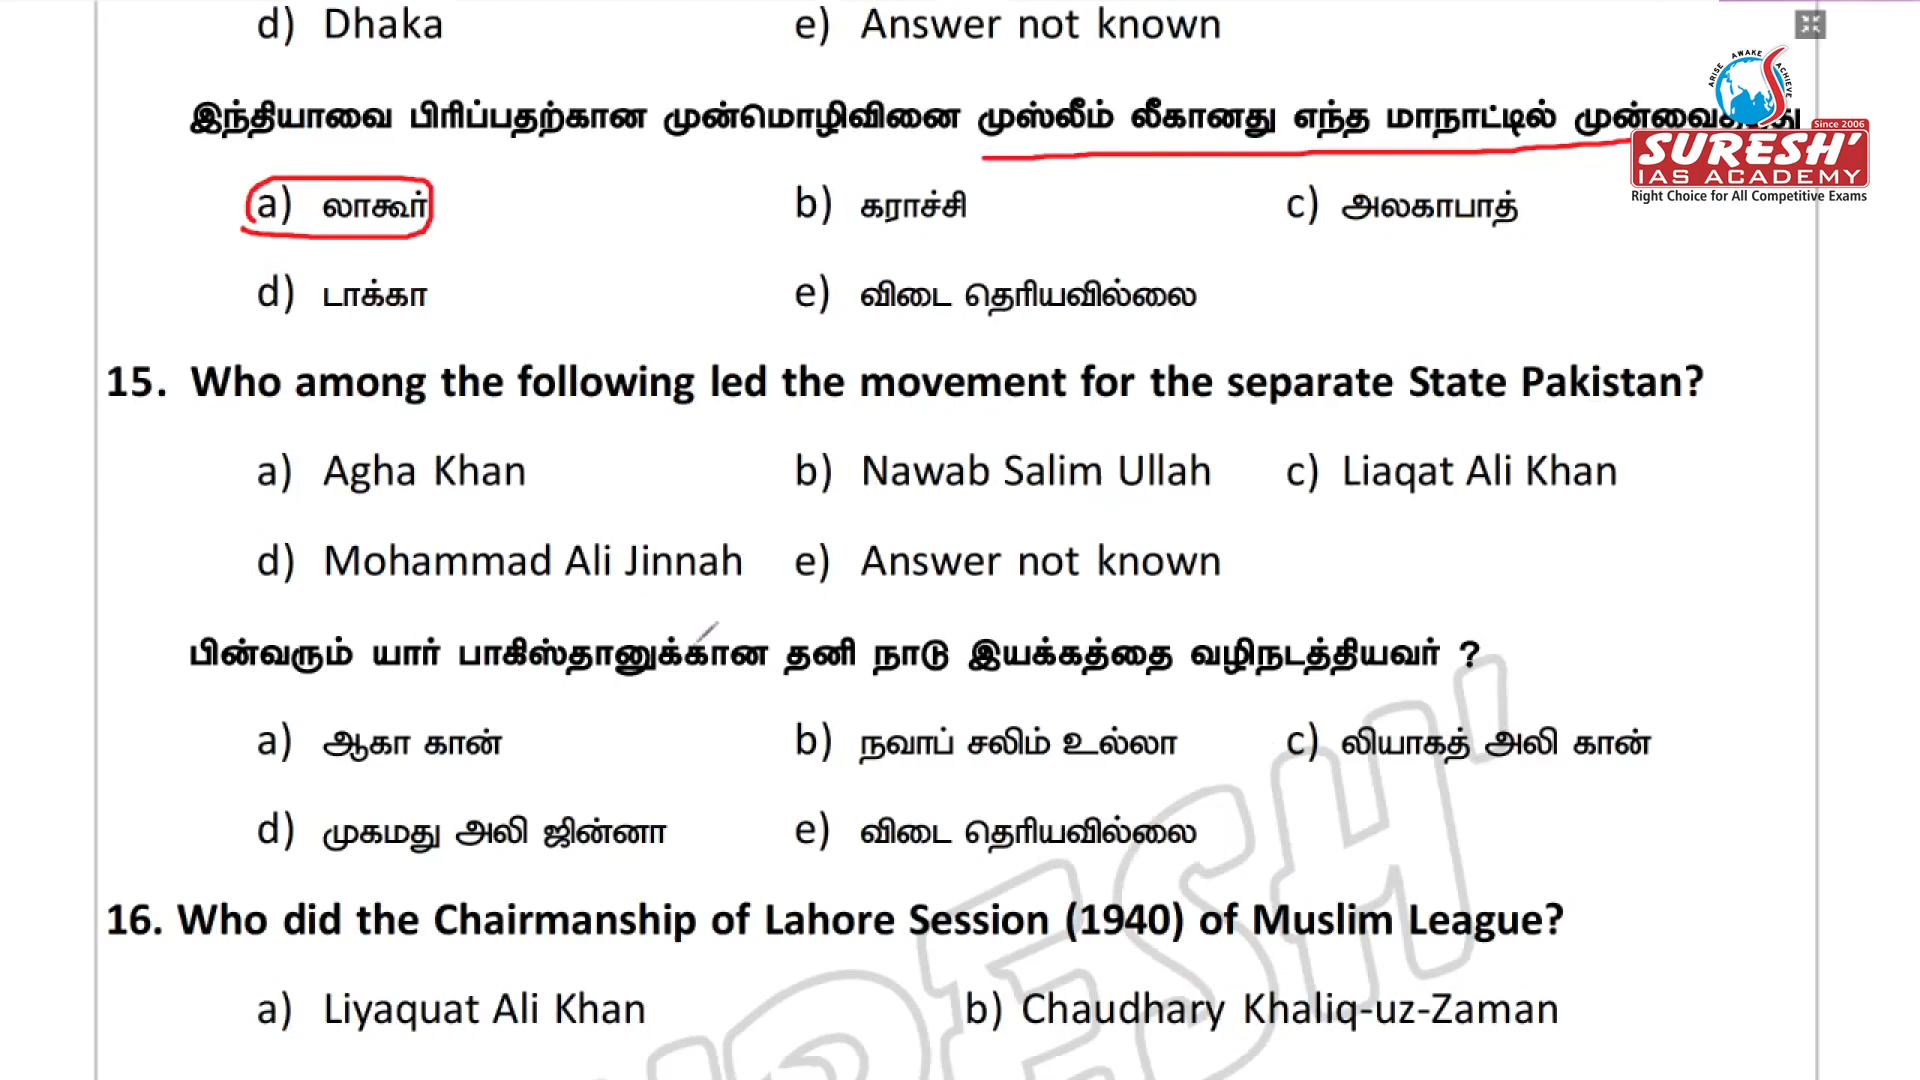 d) Dhaka e) Answer not known
இந்தியாவை பிரிப்பதற்கான முன்மொழிவினை முஸ்லீம் லீகானது எந்த மாநாட்டில்
a) லாகூர் b) கராச்சி c) அலகாபாத்
d) டாக்கா e) விடை தெரியவில்லை
15. Who among the following led the movement for the separate State Pakistan?
a) Agha Khan b) Nawab Salim Ullah c) Liaqat Ali Khan
d) Mohammad Ali Jinnah e) Answer not known
பின்வரும் யார் பாகிஸ்தானுக்கான தனி நாடு இயக்கத்தை வழிநடத்தியவர் ?
a) ஆகா கான் b) நவாப் சலிம் உல்லா c) லியாகத் அலி கான்
d) முகமது அலி ஜின்னா e) விடை தெரியவில்லை
16. Who did the Chairmanship of Lahore Session (1940) of Muslim League?
a) Liyaquat Ali Khan b) Chaudhary Khaliq-uz-Zaman
ARISE AWAKE ACHIEVE
Since 2006
SURESH'
IAS ACADEMY
Right Choice for All Competitive Exams